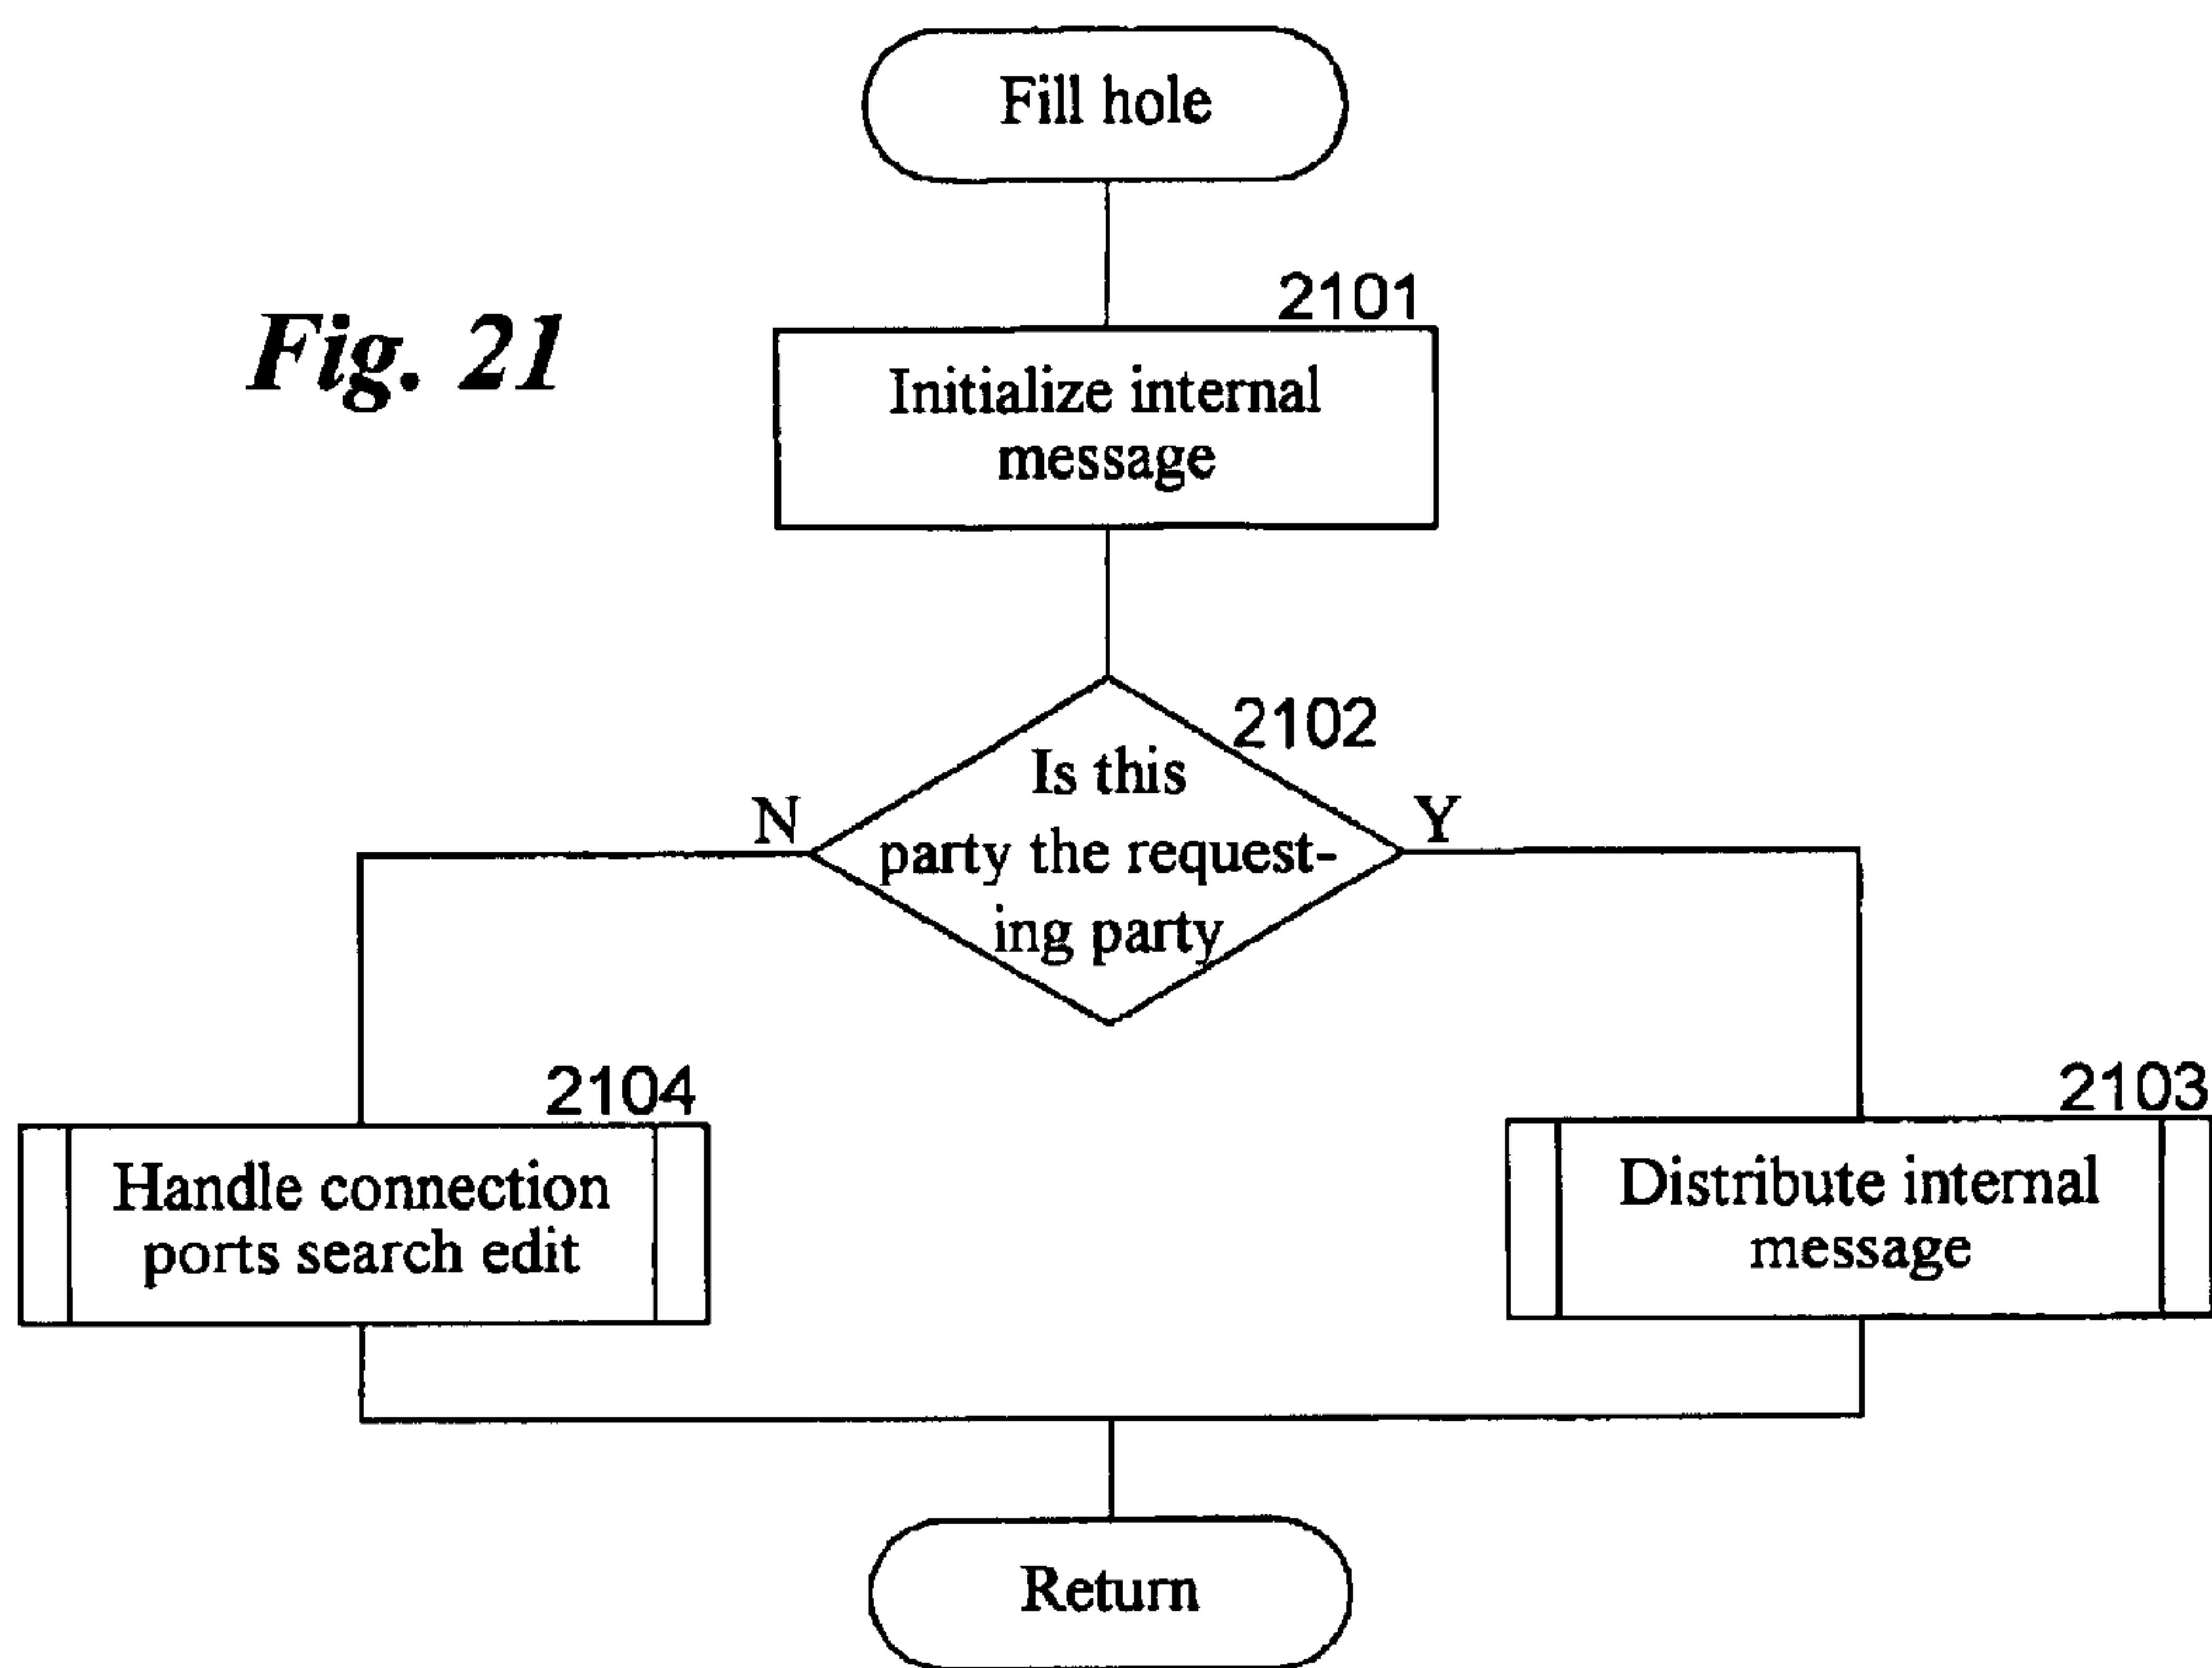 Fill hole
Fig. 21
2101
Initialize internal
message
2102
Is this
party the request-
ing party
N
Y
2104
Handle connection
ports search edit
2103
Distribute internal
message
Return